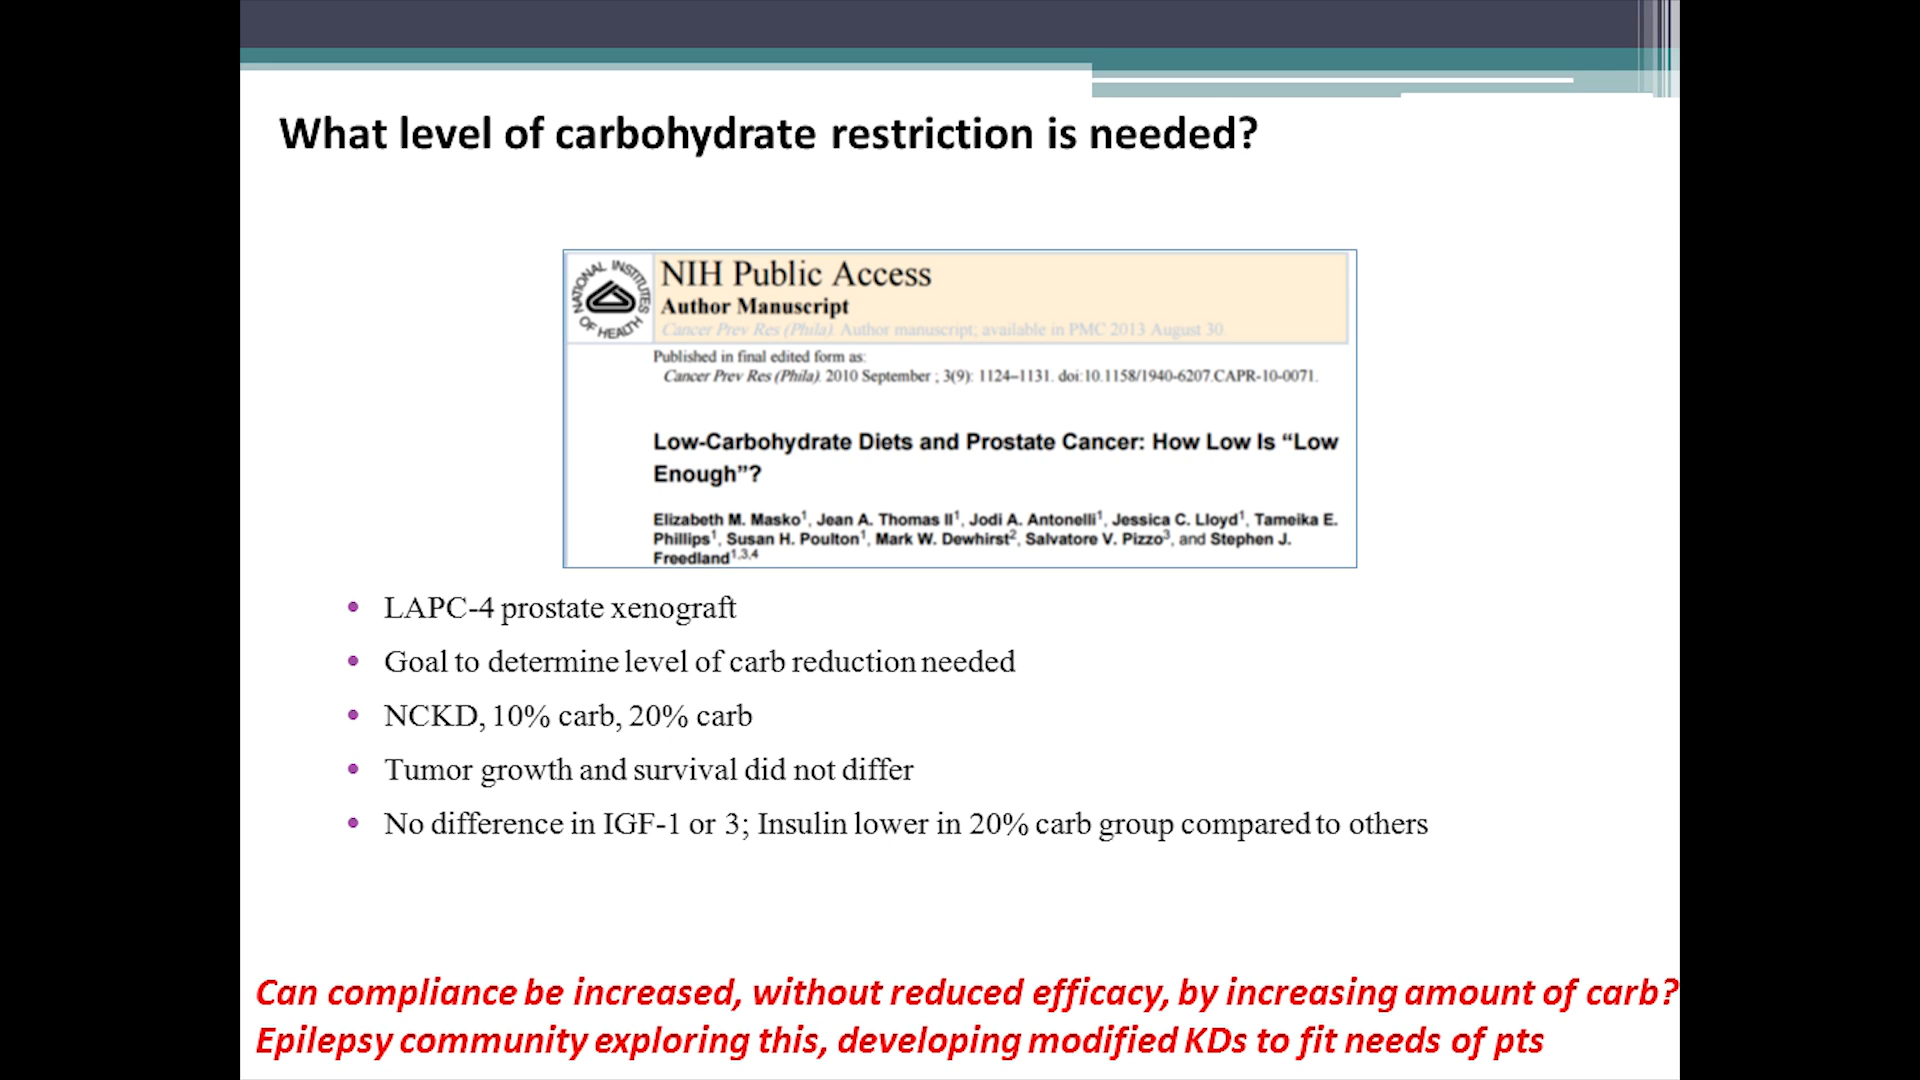 What level of carbohydrate restriction is needed?
NATIONAL INSTITUTES
OF HEALTH
NIH Public Access
Author Manuscript
Cancer Prev Res (Phila). Author manuscript; available in PMC 2013 August 30.
Published in final edited form as:
Cancer Prev Res (Phila). 2010 September ; 3(9): 1124–1131. doi:10.1158/1940-6207.CAPR-10-0071.
Low-Carbohydrate Diets and Prostate Cancer: How Low Is “Low
Enough”?
Elizabeth M. Masko1, Jean A. Thomas II1, Jodi A. Antonelli1, Jessica C. Lloyd1, Tameika E.
Phillips1, Susan H. Poulton1, Mark W. Dewhirst2, Salvatore V. Pizzo3, and Stephen J.
Freedland1,3,4
• LAPC-4 prostate xenograft
• Goal to determine level of carb reduction needed
• NCKD, 10% carb, 20% carb
• Tumor growth and survival did not differ
• No difference in IGF-1 or 3; Insulin lower in 20% carb group compared to others
Can compliance be increased, without reduced efficacy, by increasing amount of carb?
Epilepsy community exploring this, developing modified KDs to fit needs of pts